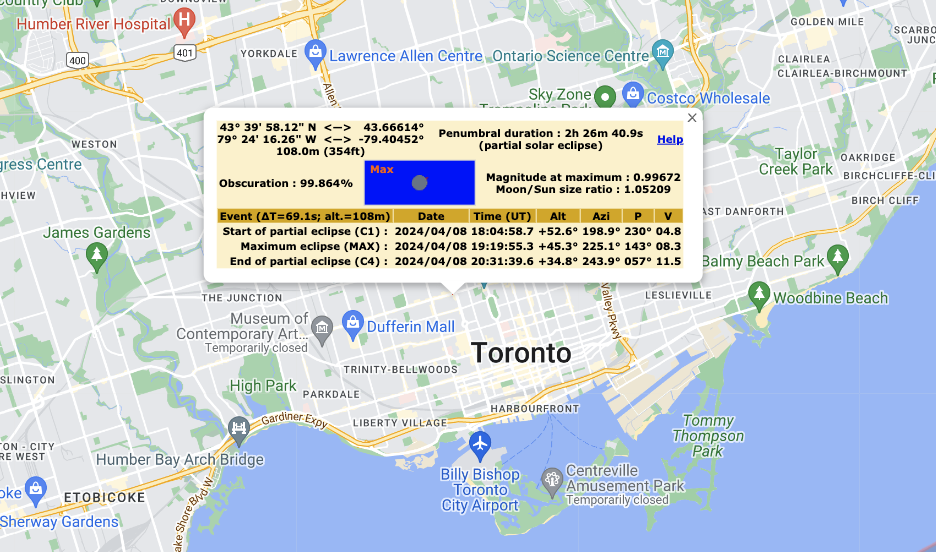 Country Club
Humber River Hospital
H
400
401
YORKDALE
Lawrence Allen Centre
Allen
Ontario Science Centre
GOLDEN MILE
CLAIRLEA
CLAIRLEA-BIRCHMOUNT
SCARBO
JUNC
Sky Zone
Trampoline Park
Costco Wholesale
WESTON
gress Centre
Taylor
Creek Park
OAKRIDGE
BIRCHCLIFFE-CLI
BIRCH CLIFF
DANFORTH
James Gardens
43° 39' 58.12" N <—> 43.66614°
79° 24' 16.26" W <—> -79.40452°
108.0m (354ft)
Penumbral duration : 2h 26m 40.9s
(partial solar eclipse)
Help
Obscuration : 99.864%
Max
Magnitude at maximum : 0.99672
Moon/Sun size ratio : 1.05209
Event (ΔT=69.1s; alt.=108m) Date Time (UT) Alt Azi P V
Start of partial eclipse (C1) : 2024/04/08 18:04:58.7 +52.6° 198.9° 230° 04.8
Maximum eclipse (MAX) : 2024/04/08 19:19:55.3 +45.3° 225.1° 143° 08.3
End of partial eclipse (C4) : 2024/04/08 20:31:39.6 +34.8° 243.9° 057° 11.5
Balmy Beach Park
THE JUNCTION
Valley Pkwy
LESLIEVILLE
Woodbine Beach
Museum of
Contemporary Art...
Temporarily closed
Dufferin Mall
Toronto
TRINITY-BELLWOODS
SLINGTON
High Park
PARKDALE
HARBOURFRONT
Gardiner Expy
LIBERTY VILLAGE
Tommy
Thompson
Park
TON - CITY
RE WEST
Humber Bay Arch Bridge
Billy Bishop
Toronto
City Airport
Centreville
Amusement Park
Temporarily closed
oke
ETOBICOKE
Sherway Gardens
ake Shore Blvd W